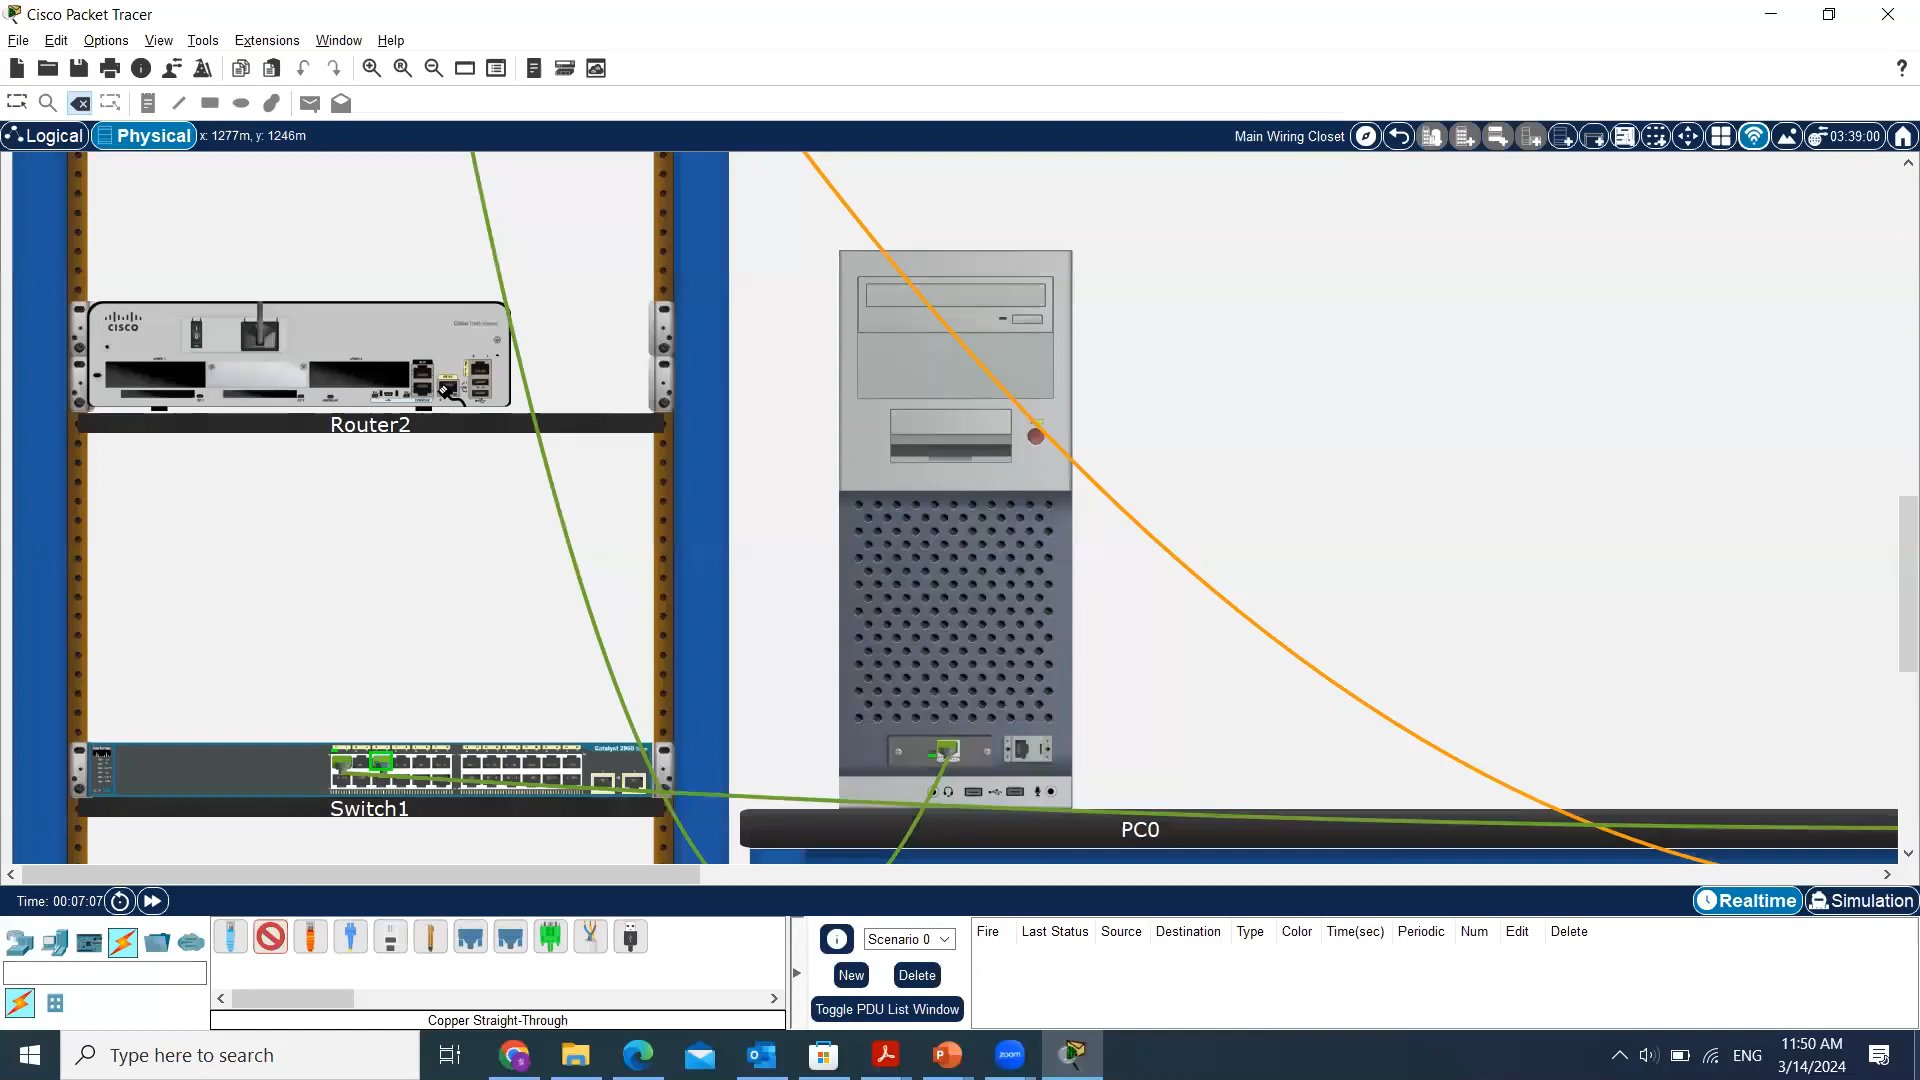 Cisco Packet Tracer
File Edit Options View Tools Extensions Window Help
?
Logical Physical x: 1277m, y: 1246m Main Wiring Closet 03:39:00
CISCO
Router2
Catalyst 2960
Switch1
PC0
Time: 00:07:07 Realtime Simulation
Scenario 0
New Delete
Toggle PDU List Window
Fire Last Status Source Destination Type Color Time(sec) Periodic Num Edit Delete
Copper Straight-Through
Type here to search
zoom
ENG
11:50 AM
3/14/2024